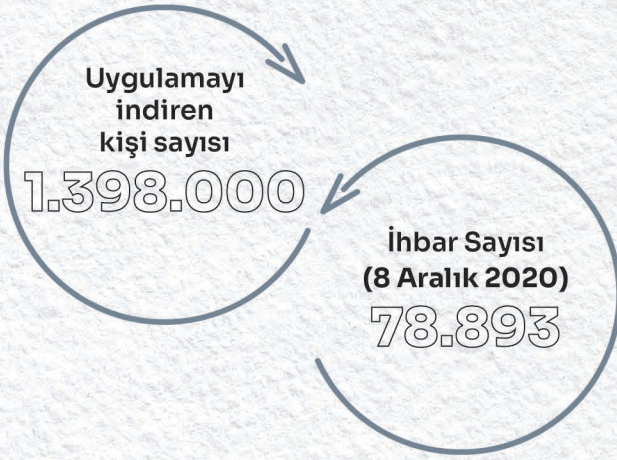 Uygulamayı
indiren
kişi sayısı
1.398.000
İhbar Sayısı
(8 Aralık 2020)
78.893